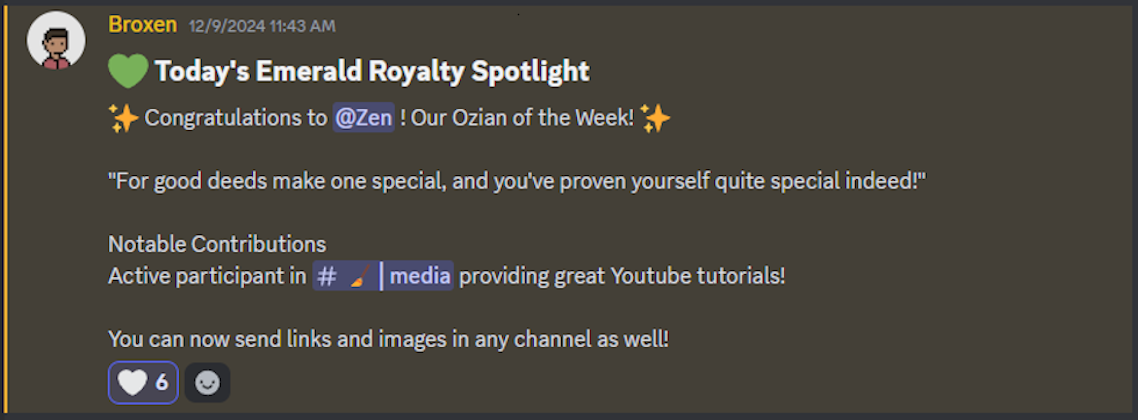 Broxen 12/9/2024 11:43 AM
💚 Today's Emerald Royalty Spotlight
✨ Congratulations to @Zen ! Our Ozian of the Week! ✨
"For good deeds make one special, and you've proven yourself quite special indeed!"
Notable Contributions
Active participant in # 🖌️ | media providing great Youtube tutorials!
You can now send links and images in any channel as well!
🤍 6